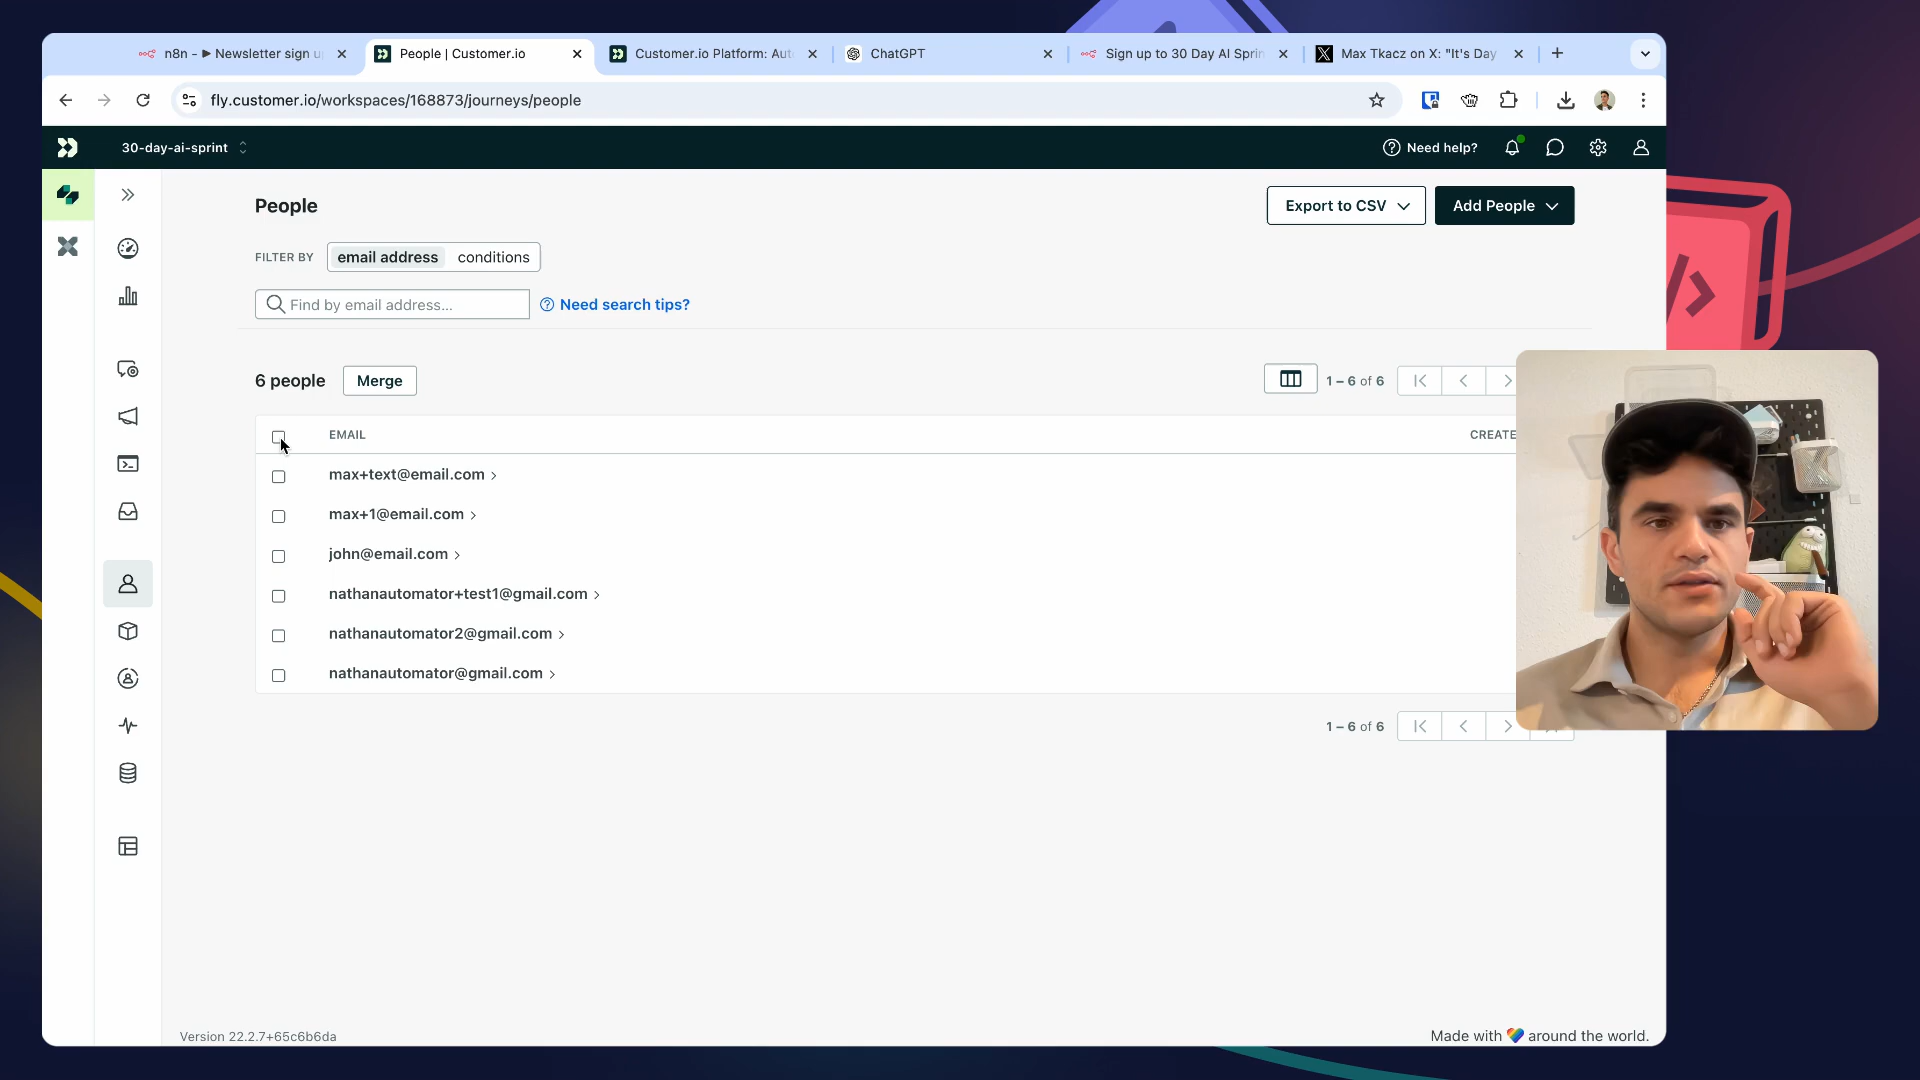 n8n - ▶ Newsletter sign u
People | Customer.io
Customer.io Platform: Aut
ChatGPT
Sign up to 30 Day AI Sprin
Max Tkacz on X: "It's Day
fly.customer.io/workspaces/168873/journeys/people
30-day-ai-sprint
Need help?
People
Export to CSV
Add People
FILTER BY
email address
conditions
Find by email address...
Need search tips?
6 people
Merge
1 – 6 of 6
EMAIL
CREATE
max+text@email.com
max+1@email.com
john@email.com
nathanautomator+test1@gmail.com
nathanautomator2@gmail.com
nathanautomator@gmail.com
1 – 6 of 6
Version 22.2.7+65c6b6da
Made with around the world.